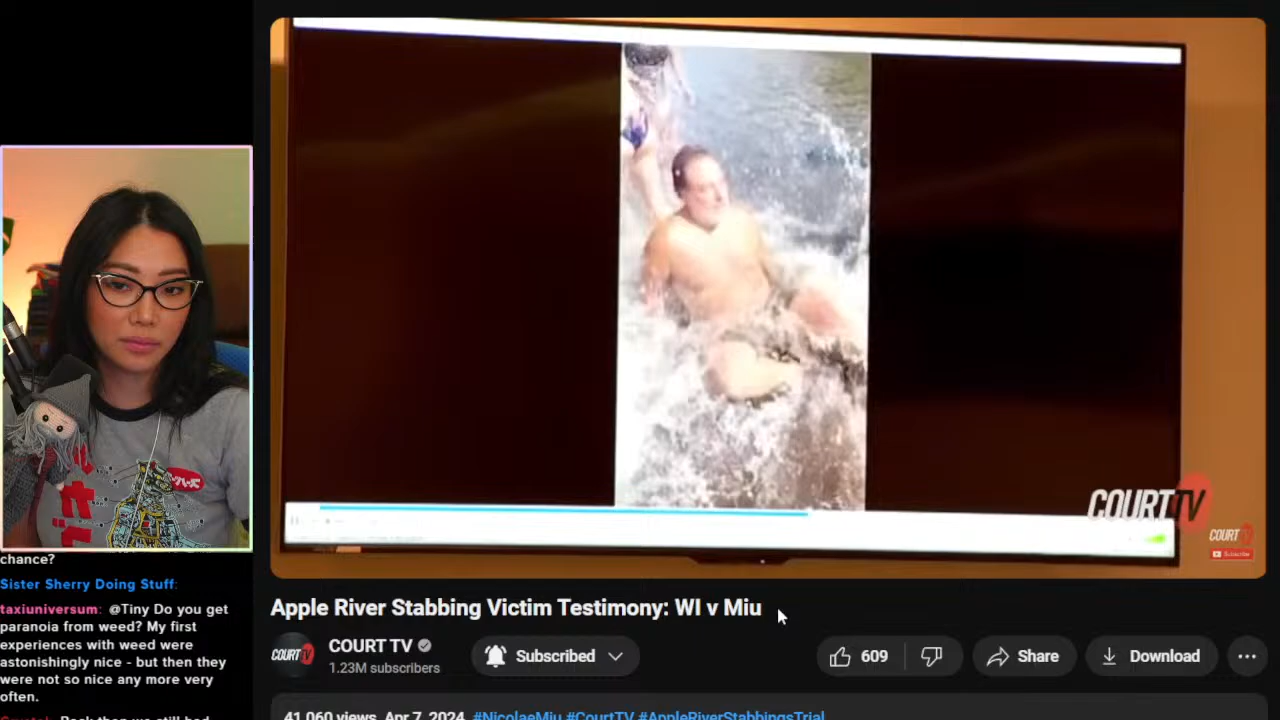 COURT TV
COURT TV
Subscribe
chance?
Sister Sherry Doing Stuff:
taxiuniversum: @Tiny Do you get
paranoia from weed? My first
experiences with weed were
astonishingly nice - but then they
were not so nice any more very
often.
Apple River Stabbing Victim Testimony: WI v Miu
COURT TV
1.23M subscribers
Subscribed
609
Share
Download
41,060 views Apr 7, 2024 #NicolaeMiu #CourtTV #AppleRiverStabbingsTrial